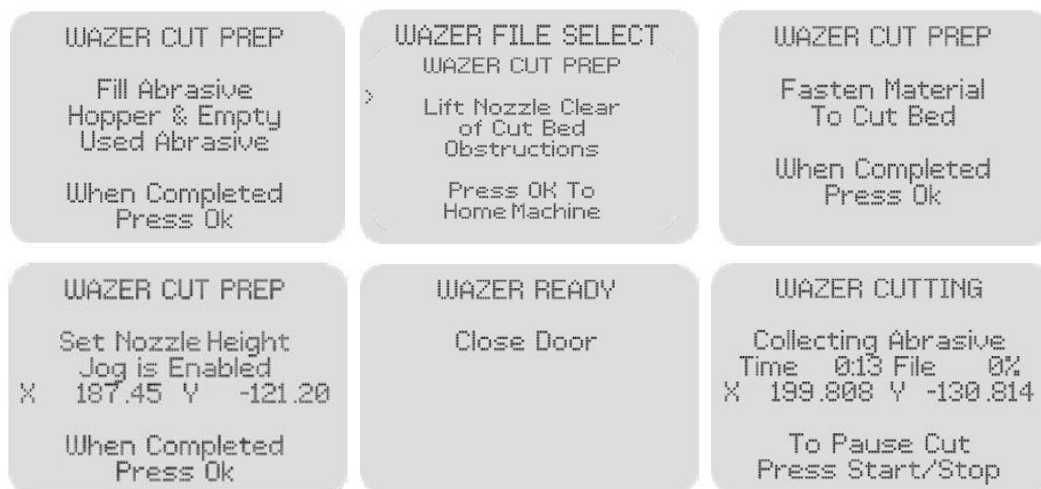 WAZER CUT PREP
Fill Abrasive
Hopper & Empty
Used Abrasive
When Completed
Press Ok
WAZER FILE SELECT
WAZER CUT PREP
>
Lift Nozzle Clear
of Cut Bed
Obstructions
Press OK To
Home Machine
WAZER CUT PREP
Fasten Material
To Cut Bed
When Completed
Press Ok
WAZER CUT PREP
Set Nozzle Height
Jog is Enabled
X 187.45 Y -121.20
When Completed
Press Ok
WAZER READY
Close Door
WAZER CUTTING
Collecting Abrasive
Time 0:13 File 0%
X 199.808 Y -130.814
To Pause Cut
Press Start/Stop